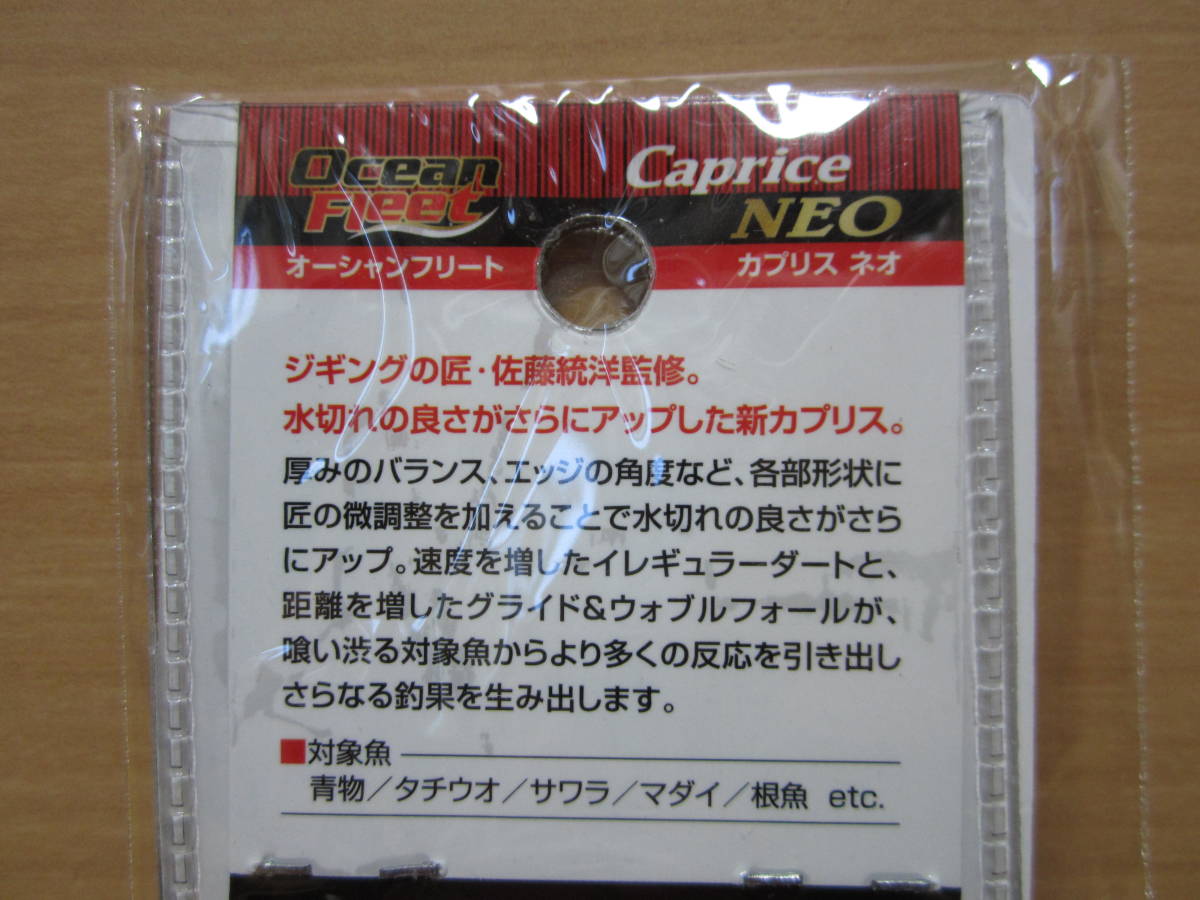 Ocean Fleet
Caprice NEO
オーシャンフリート
カプリス ネオ
ジギングの匠・佐藤統洋監修。
水切れの良さがさらにアップした新カプリス。
厚みのバランス、エッジの角度など、各部形状に
匠の微調整を加えることで水切れの良さがさら
にアップ。速度を増したイレギュラーダートと、
距離を増したグライド&ウォブルフォールが、
喰い渋る対象魚からより多くの反応を引き出し
さらなる釣果を生み出します。
■対象魚
青物／タチウオ／サワラ／マダイ／根魚 etc.